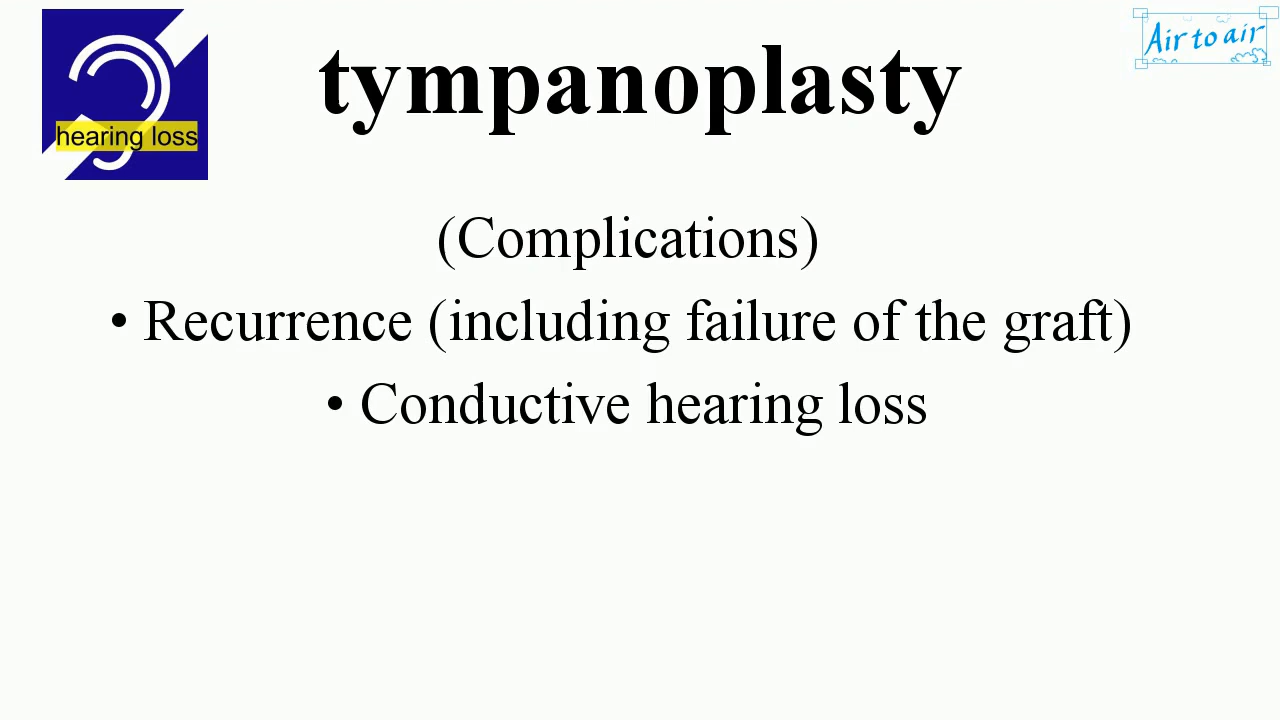 tympanoplasty
hearing loss
Air to air
(Complications)
• Recurrence (including failure of the graft)
• Conductive hearing loss